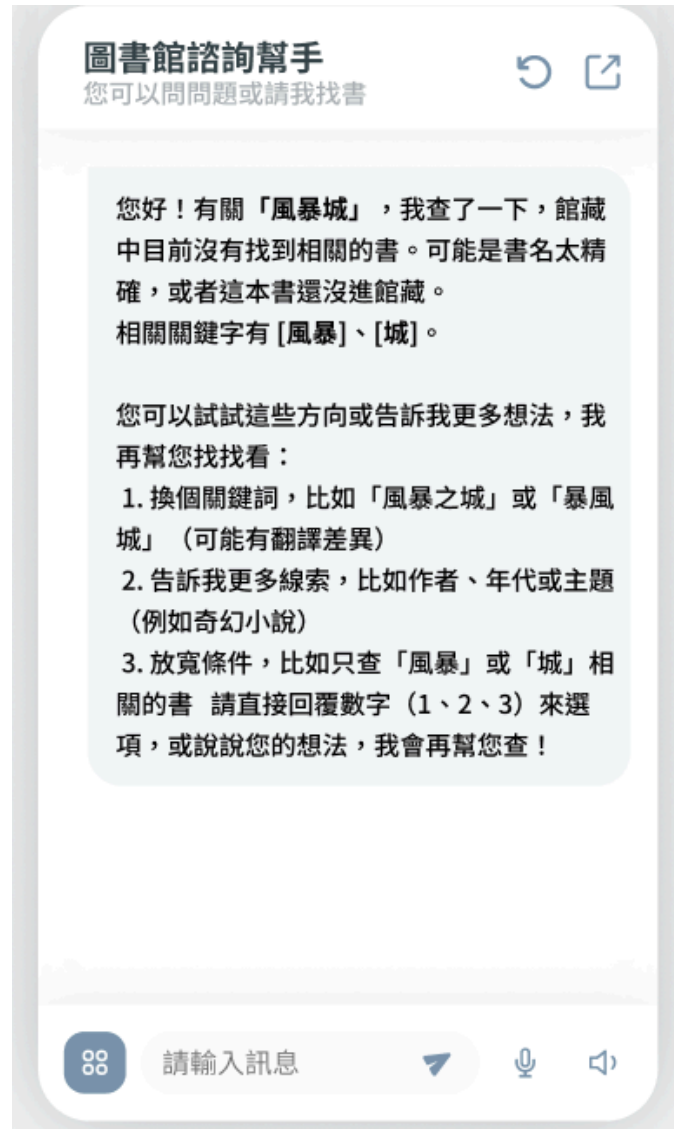 圖書館諮詢幫手
您可以問問題或請我找書
您好！有關「風暴城」，我查了一下，館藏
中目前沒有找到相關的書。可能是書名太精
確，或者這本書還沒進館藏。
相關關鍵字有 [風暴]、[城]。
您可以試試這些方向或告訴我更多想法，我
再幫您找找看：
1. 換個關鍵詞，比如「風暴之城」或「暴風
城」（可能有翻譯差異）
2. 告訴我更多線索，比如作者、年代或主題
（例如奇幻小說）
3. 放寬條件，比如只查「風暴」或「城」相
關的書 請直接回覆數字（1、2、3）來選
項，或說說您的想法，我會再幫您查！
請輸入訊息